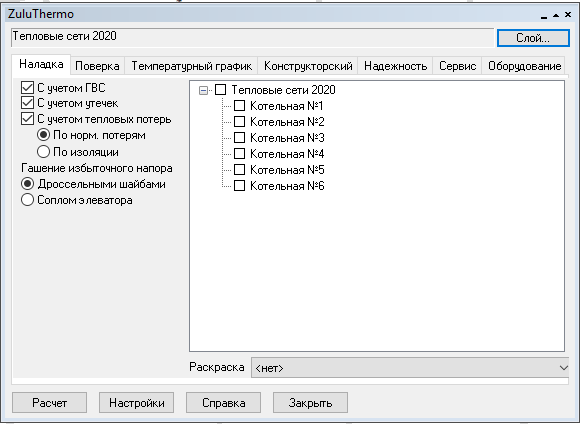 ZuluThermo
Тепловые сети 2020
Слой...
Наладка Поверка Температурный график Конструкторский Надежность Сервис Оборудование
С учетом ГВС
С учетом утечек
С учетом тепловых потерь
По норм. потерям
По изоляции
Гашение избыточного напора
Дроссельными шайбами
Соплом элеватора
Тепловые сети 2020
Котельная №1
Котельная №2
Котельная №3
Котельная №4
Котельная №5
Котельная №6
Раскраска <нет>
Расчет Настройки Справка Закрыть